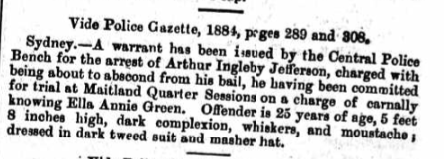 Vide Police Gazette, 1884, pages 289 and 308.
Sydney.—A warrant has been issued by the Central Police
Bench for the arrest of Arthur Ingleby Jefferson, charged with
being about to abscond from his bail, he having been committed
for trial at Maitland Quarter Sessions on a charge of carnally
knowing Ella Annie Green. Offender is 25 years of age, 5 feet
8 inches high, dark complexion, whiskers, and moustache;
dressed in dark tweed suit and masher hat.